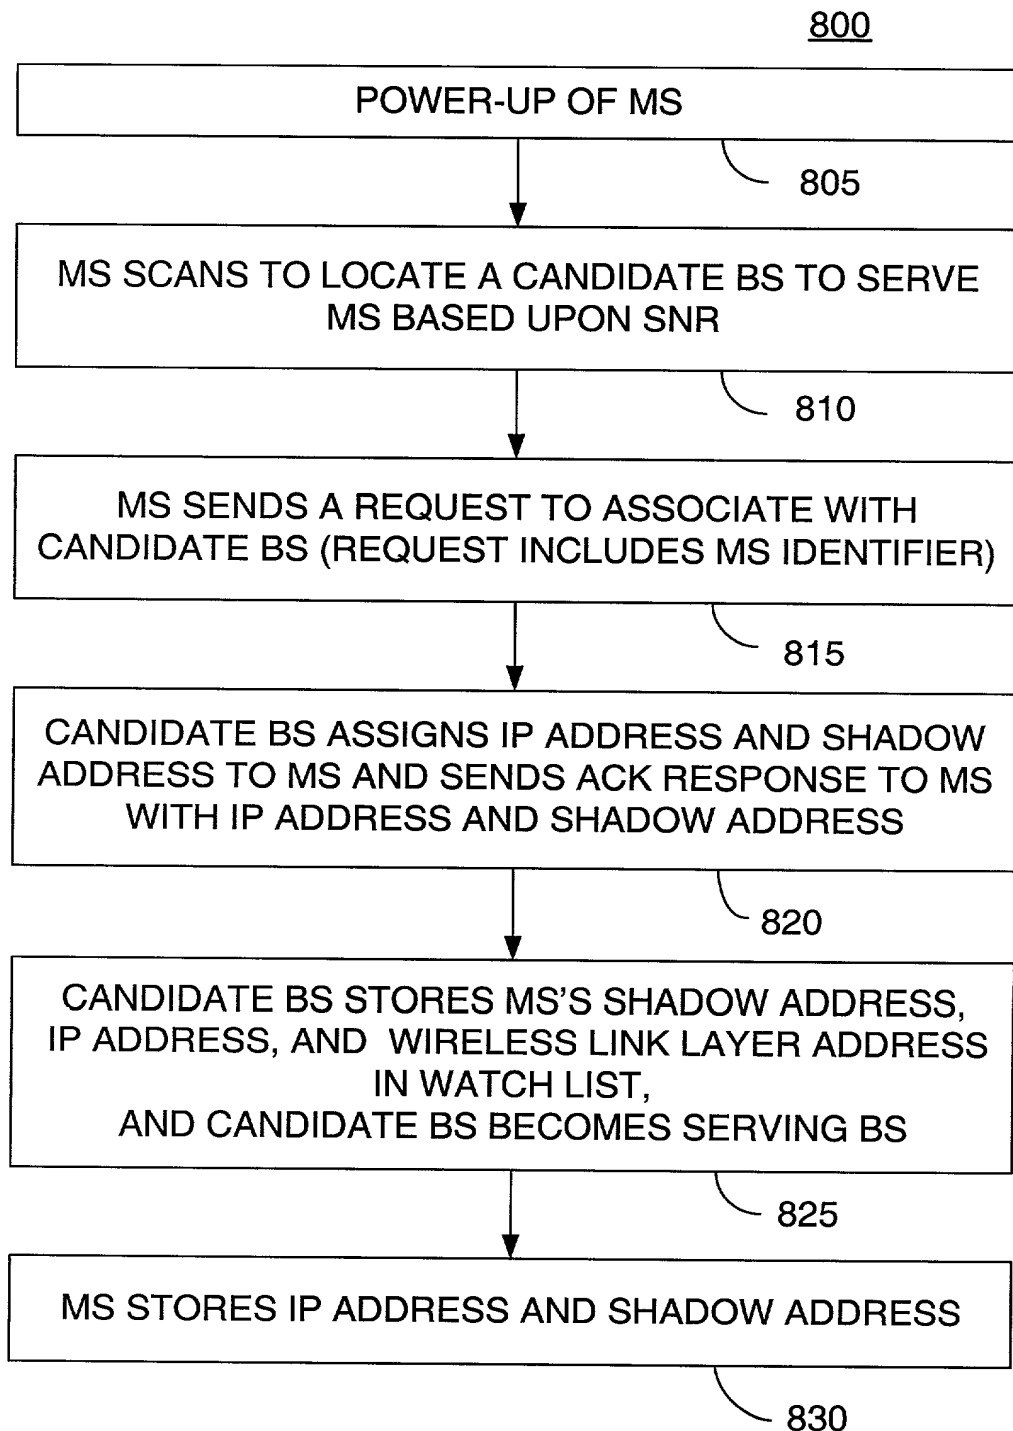 800
POWER-UP OF MS
805
MS SCANS TO LOCATE A CANDIDATE BS TO SERVE
MS BASED UPON SNR
810
MS SENDS A REQUEST TO ASSOCIATE WITH
CANDIDATE BS (REQUEST INCLUDES MS IDENTIFIER)
815
CANDIDATE BS ASSIGNS IP ADDRESS AND SHADOW
ADDRESS TO MS AND SENDS ACK RESPONSE TO MS
WITH IP ADDRESS AND SHADOW ADDRESS
820
CANDIDATE BS STORES MS'S SHADOW ADDRESS,
IP ADDRESS, AND WIRELESS LINK LAYER ADDRESS
IN WATCH LIST,
AND CANDIDATE BS BECOMES SERVING BS
825
MS STORES IP ADDRESS AND SHADOW ADDRESS
830